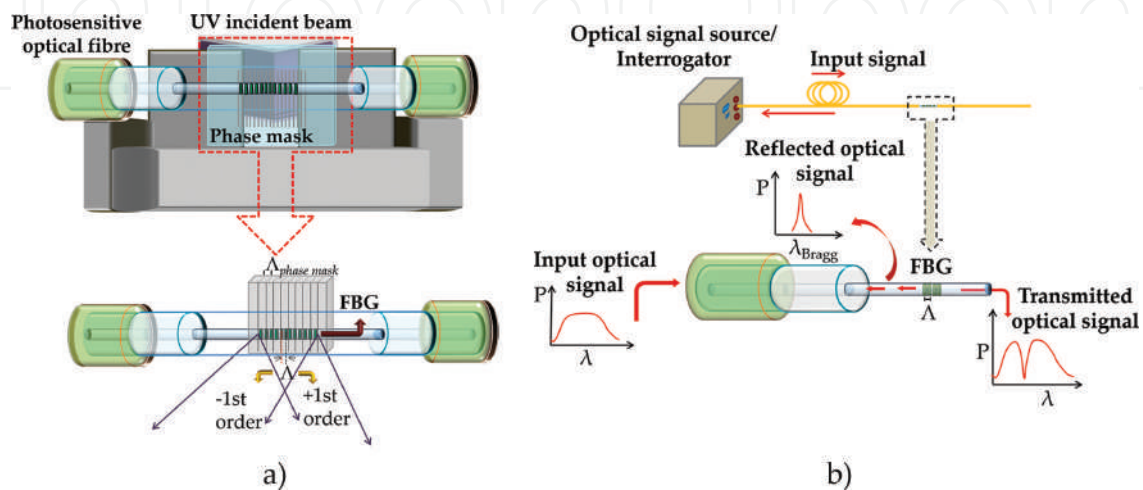 Photosensitive
optical fibre
UV incident beam
Phase mask
Λphase mask
FBG
Λ
-1st
order
+1st
order
a)
Optical signal source/
Interrogator
Input signal
Reflected optical
signal
P
λBragg
Input optical
signal
P
λ
FBG
Λ
Transmitted
optical signal
P
λ
b)